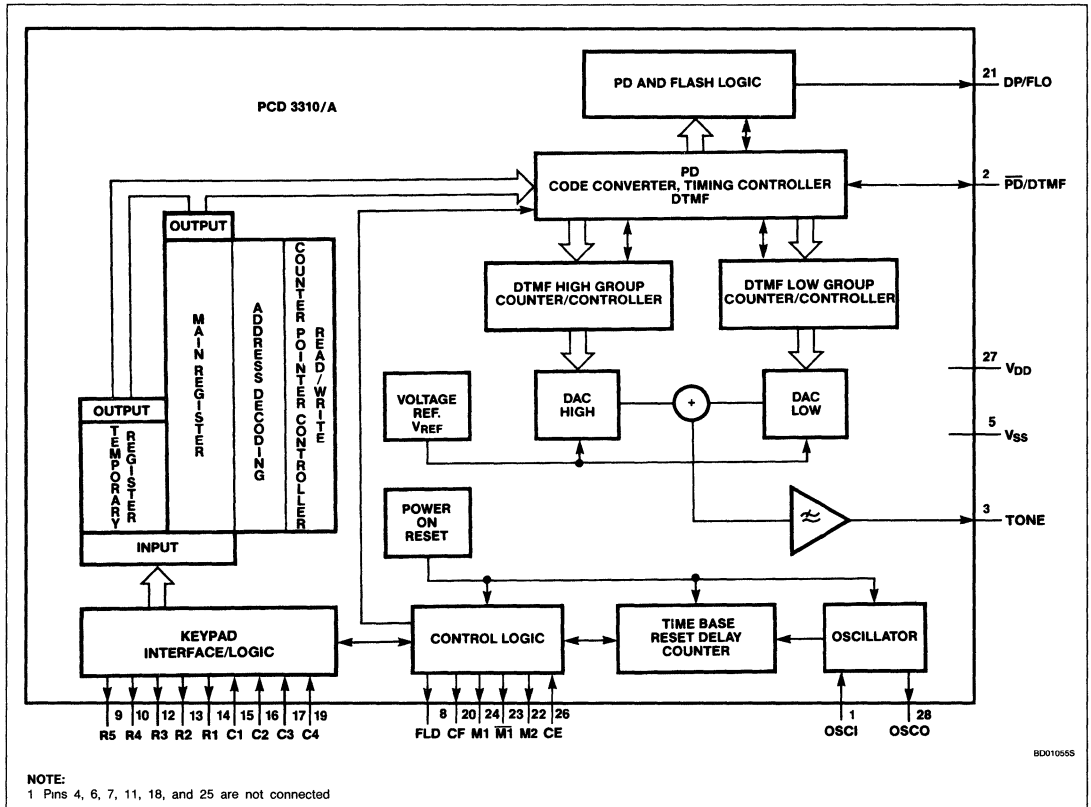 PCD 3310/A
PD AND FLASH LOGIC
21
DP/FLO
PD
CODE CONVERTER, TIMING CONTROLLER
DTMF
2
P̅D̅/DTMF
OUTPUT
MAIN REGISTER
ADDRESS DECODING
COUNTER POINTER CONTROLLER
READ/WRITE
DTMF HIGH GROUP
COUNTER/CONTROLLER
DTMF LOW GROUP
COUNTER/CONTROLLER
27
VDD
5
VSS
OUTPUT
TEMPORARY
REGISTER
VOLTAGE
REF.
VREF
DAC
HIGH
+
DAC
LOW
POWER
ON
RESET
3
TONE
INPUT
KEYPAD
INTERFACE/LOGIC
CONTROL LOGIC
TIME BASE
RESET DELAY
COUNTER
OSCILLATOR
9 10 12 13 14 15 16 17 19
R5 R4 R3 R2 R1 C1 C2 C3 C4
8 20 24 23 22 26
FLD CF M1 M̅1̅ M2 CE
1 28
OSCI OSCO
BD01055S
NOTE:
1 Pins 4, 6, 7, 11, 18, and 25 are not connected